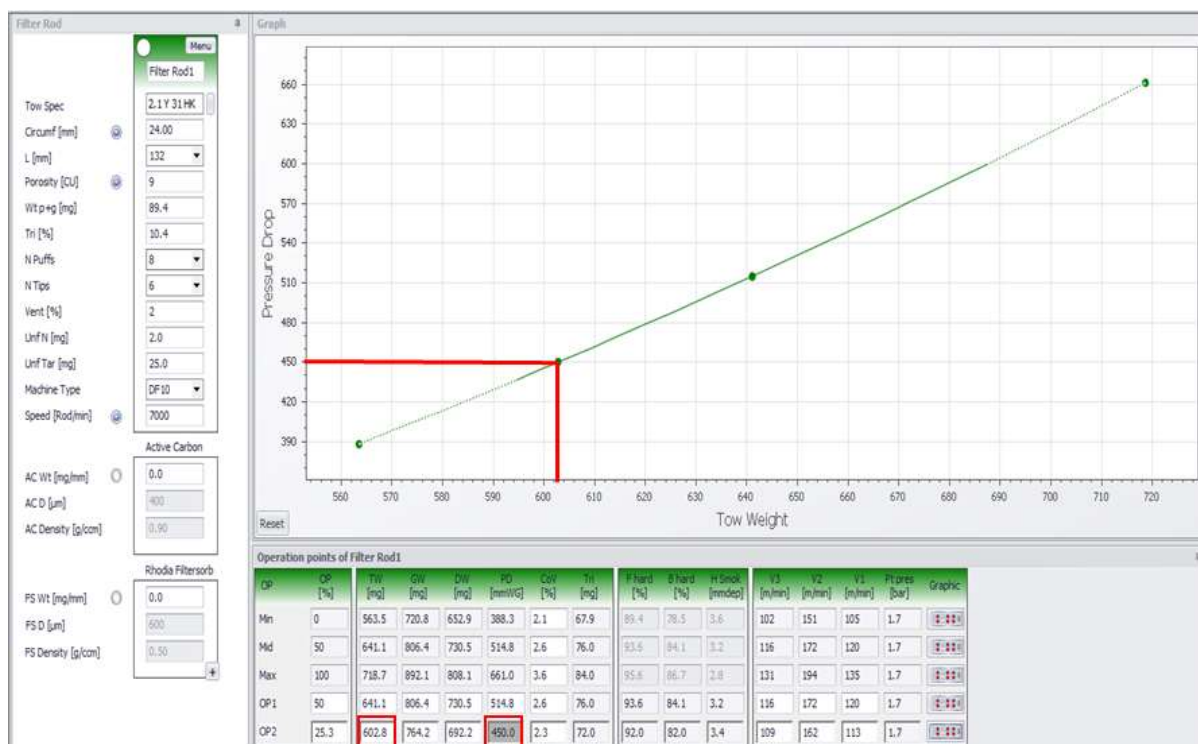 Filter Rod
Menu
Filter Rod1
Tow Spec 2.1 Y 31 HK
Circumf [mm] 24.00
L [mm] 132
Porosity [CU] 9
Wt p+g [mg] 89.4
Tri [%] 10.4
N Puffs 8
N Tips 6
Vent [%] 2
Unf N [mg] 2.0
Unf Tar [mg] 25.0
Machine Type DF10
Speed [Rod/min] 7000
Active Carbon
AC Wt [mg/mm] 0.0
AC D [µm] 400
AC Density [g/ccm] 0.90
Rhodia Filtersorb
FS Wt [mg/mm] 0.0
FS D [µm] 600
FS Density [g/ccm] 0.50
+
Graph
Pressure Drop
660
630
600
570
540
510
480
450
420
390
560 570 580 590 600 610 620 630 640 650 660 670 680 690 700 710 720
Tow Weight
Reset
Operation points of Filter Rod1
OP OP [%] TW [mg] GW [mg] DW [mg] PD [mmWG] CoV [%] Tri [mg] F hard [%] B hard [%] H Smok [mmdep] V3 [m/min] V2 [m/min] V1 [m/min] Pt pres [bar] Graphic
Min 0 563.5 720.8 652.9 388.3 2.1 67.9 89.4 78.5 3.6 102 151 105 1.7
Mid 50 641.1 806.4 730.5 514.8 2.6 76.0 93.6 84.1 3.2 116 172 120 1.7
Max 100 718.7 892.1 808.1 661.0 3.6 84.0 95.6 86.7 2.8 131 194 135 1.7
OP1 50 641.1 806.4 730.5 514.8 2.6 76.0 93.6 84.1 3.2 116 172 120 1.7
OP2 25.3 602.8 764.2 692.2 450.0 2.3 72.0 92.0 82.0 3.4 109 162 113 1.7